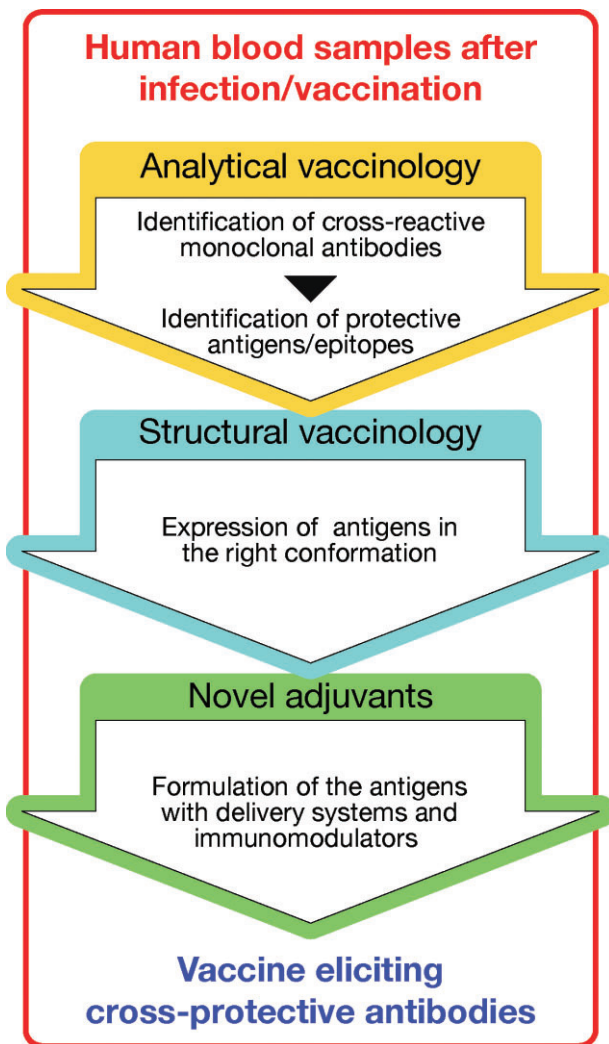 Human blood samples after
infection/vaccination
Analytical vaccinology
Identification of cross-reactive
monoclonal antibodies
Identification of protective
antigens/epitopes
Structural vaccinology
Expression of antigens in
the right conformation
Novel adjuvants
Formulation of the antigens
with delivery systems and
immunomodulators
Vaccine eliciting
cross-protective antibodies